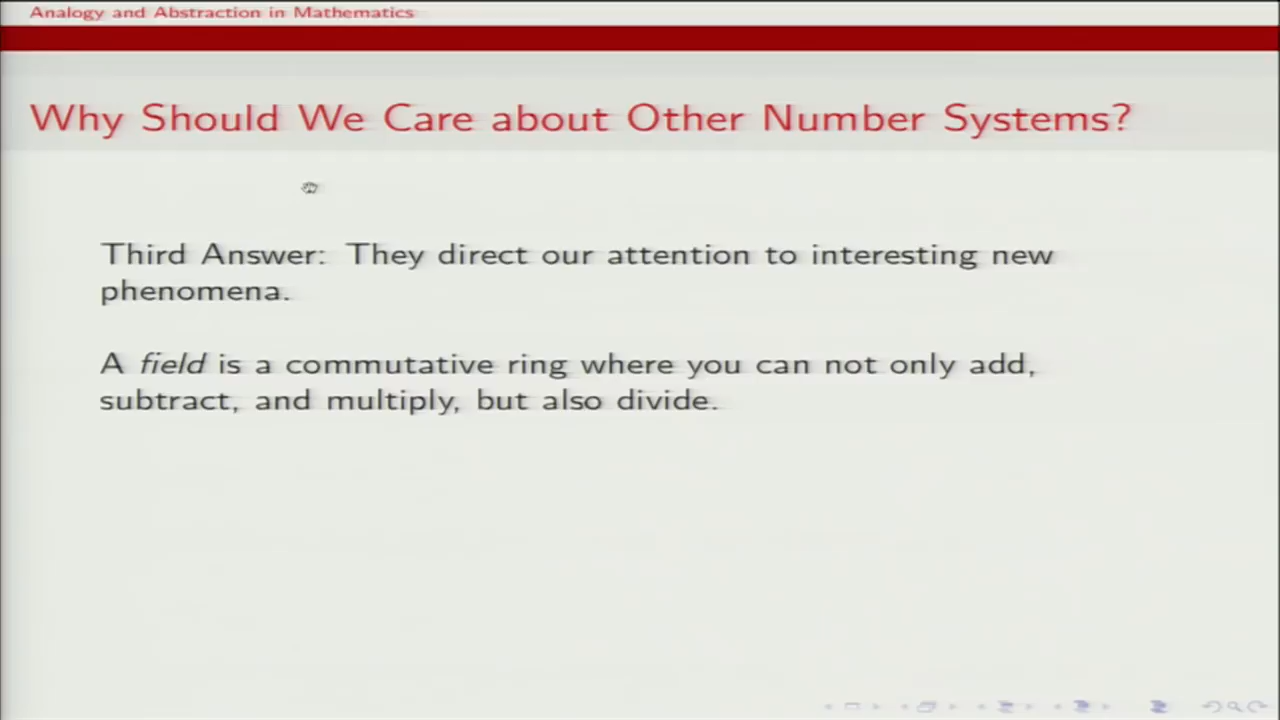 Analogy and Abstraction in Mathematics
Why Should We Care about Other Number Systems?
Third Answer: They direct our attention to interesting new
phenomena.
A field is a commutative ring where you can not only add,
subtract, and multiply, but also divide.